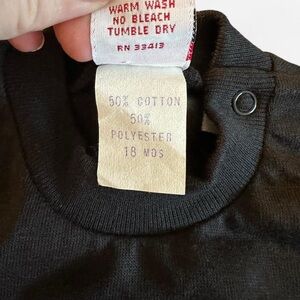 WARM WASH
NO BLEACH
TUMBLE DRY
RN 33413
50% COTTON
50%
POLYESTER
18 MOS